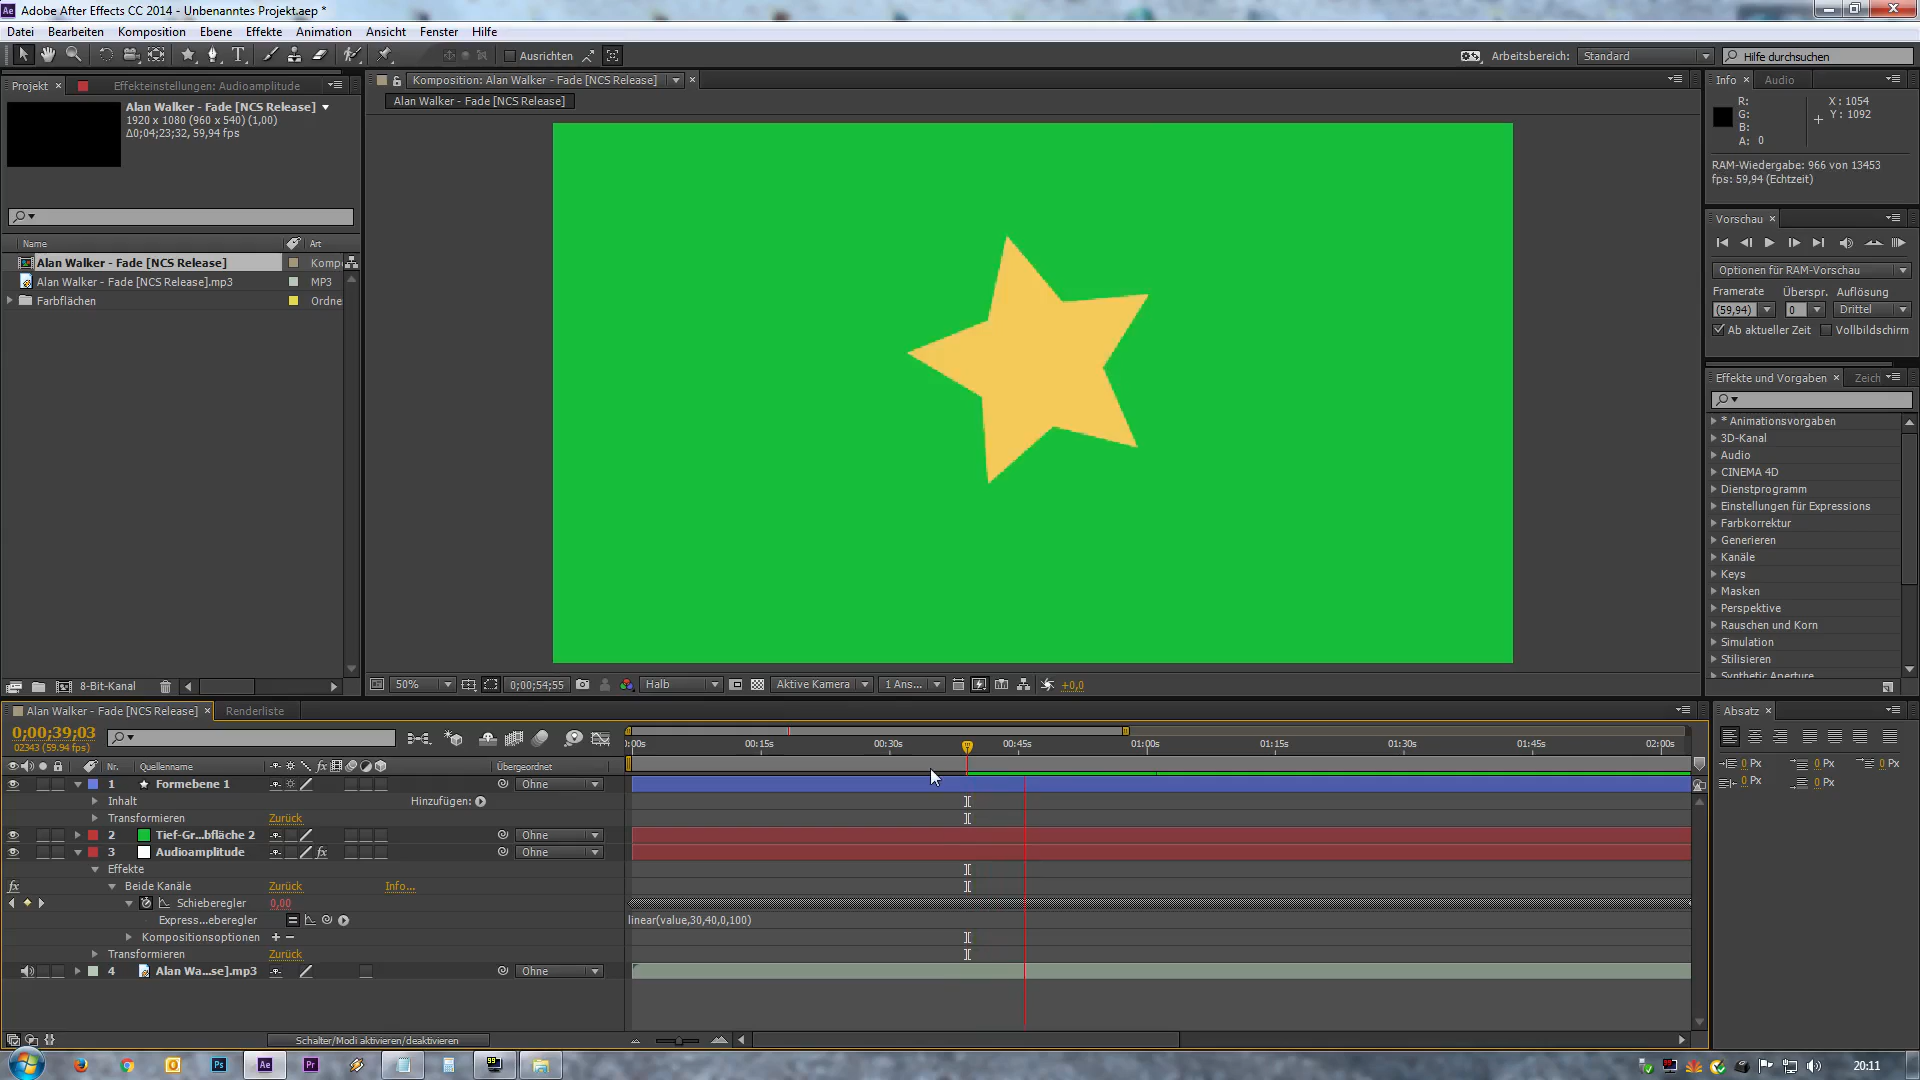 Adobe After Effects CC 2014 - Unbenanntes Projekt.aep *
Datei Bearbeiten Komposition Ebene Effekte Animation Ansicht Fenster Hilfe
Ausrichten
Arbeitsbereich: Standard
Hilfe durchsuchen
Projekt
Effekteinstellungen: Audioamplitude
Alan Walker - Fade [NCS Release]
1920 x 1080 (960 x 540) (1,00)
Δ0;04;23;32, 59,94 fps
Name Art
Alan Walker - Fade [NCS Release] Komp
Alan Walker - Fade [NCS Release].mp3 MP3
Farbflächen Ordne
8-Bit-Kanal
Komposition: Alan Walker - Fade [NCS Release]
Alan Walker - Fade [NCS Release]
50% 0;00;54;55 Halb Aktive Kamera 1 Ans... +0,0
Info Audio
R: X : 1054
G: Y : 1092
B:
A: 0
RAM-Wiedergabe: 966 von 13453
fps: 59,94 (Echtzeit)
Vorschau
Optionen für RAM-Vorschau
Framerate Überspr. Auflösung
(59,94) 0 Drittel
Ab aktueller Zeit Vollbildschirm
Effekte und Vorgaben Zeich
* Animationsvorgaben
3D-Kanal
Audio
CINEMA 4D
Dienstprogramm
Einstellungen für Expressions
Farbkorrektur
Generieren
Kanäle
Keys
Masken
Perspektive
Rauschen und Korn
Simulation
Stilisieren
Synthetic Aperture
Alan Walker - Fade [NCS Release] Renderliste
0;00;39;03
02343 (59.94 fps)
:00s 00:15s 00:30s 00:45s 01:00s 01:15s 01:30s 01:45s 02:00s
Nr. Quellenname fx Übergeordnet
1 Formebene 1 Ohne
Inhalt Hinzufügen:
Transformieren Zurück
2 Tief-Gr...bfläche 2 Ohne
3 Audioamplitude fx Ohne
Effekte
fx Beide Kanäle Zurück Info...
Schieberegler 0,00
Express...eberegler linear(value,30,40,0,100)
Kompositionsoptionen + −
Transformieren Zurück
4 Alan Wa...se].mp3 Ohne
Schalter/Modi aktivieren/deaktivieren
Absatz
0 Px 0 Px 0 Px
0 Px 0 Px
Ps Ae Pr
20:11